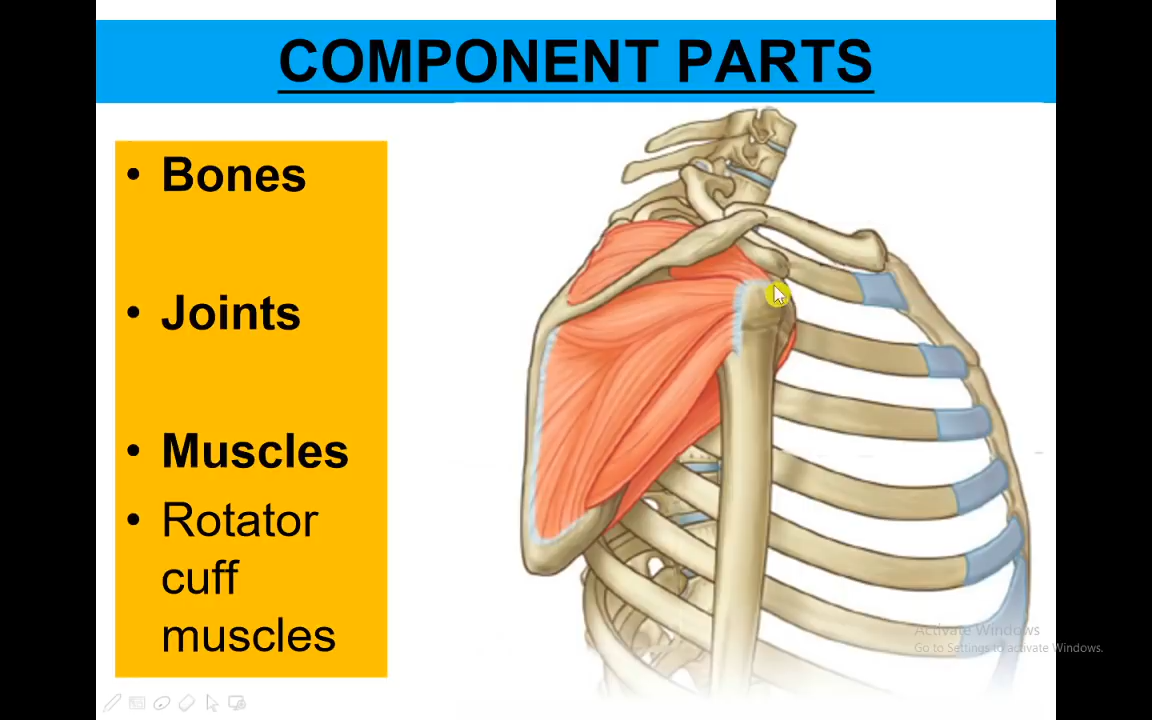 COMPONENT PARTS
• Bones
• Joints
• Muscles
• Rotator
cuff
muscles
Activate Windows
Go to Settings to activate Windows.